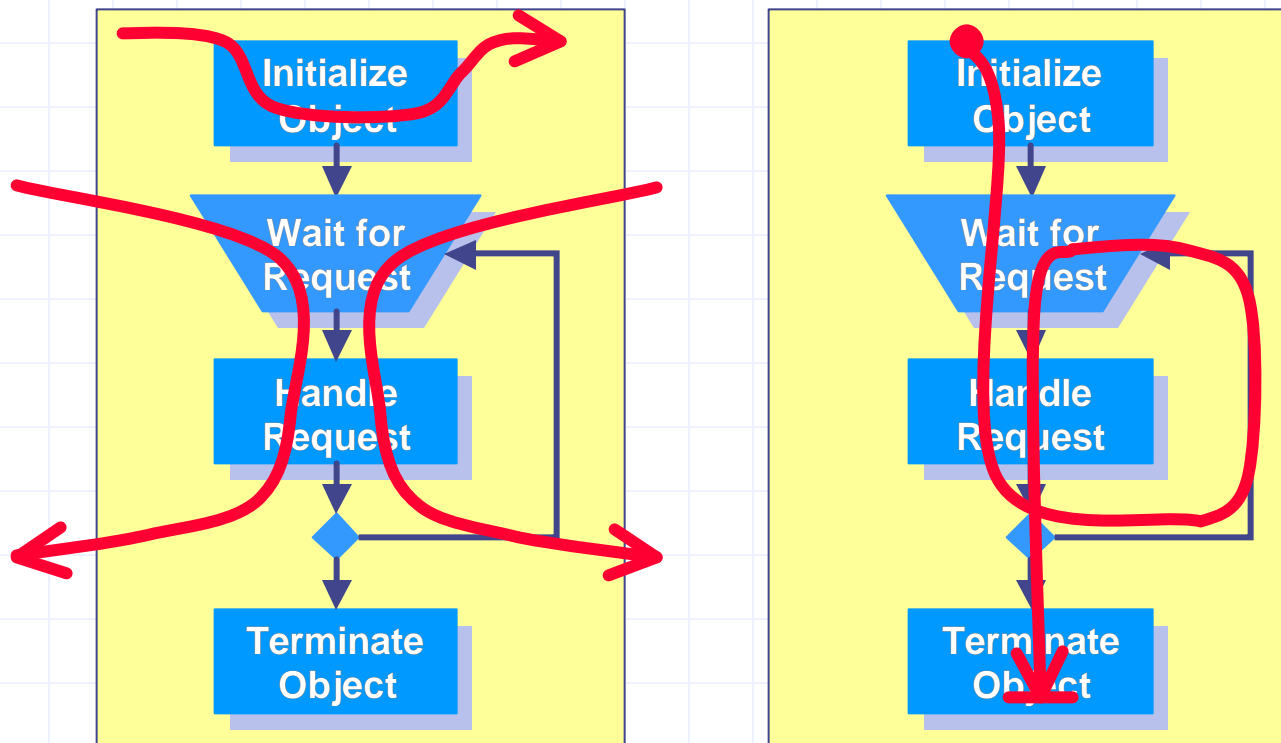 Initialize
Object
Wait for
Request
Handle
Request
Terminate
Object
Initialize
Object
Wait for
Request
Handle
Request
Terminate
Object